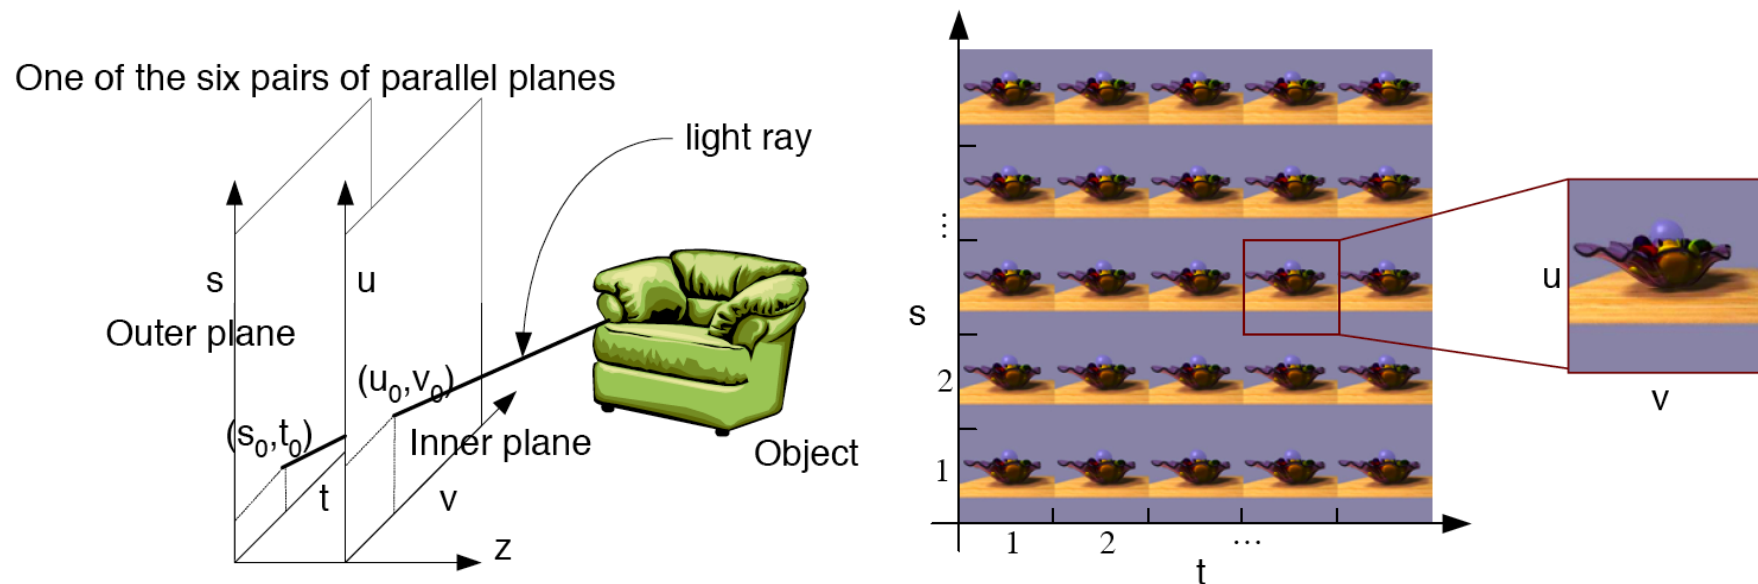 One of the six pairs of parallel planes
light ray
s
u
Outer plane
(u₀,v₀)
(s₀,t₀)
Inner plane
Object
t
v
z
⋮
s
2
1
1
2
...
t
u
v